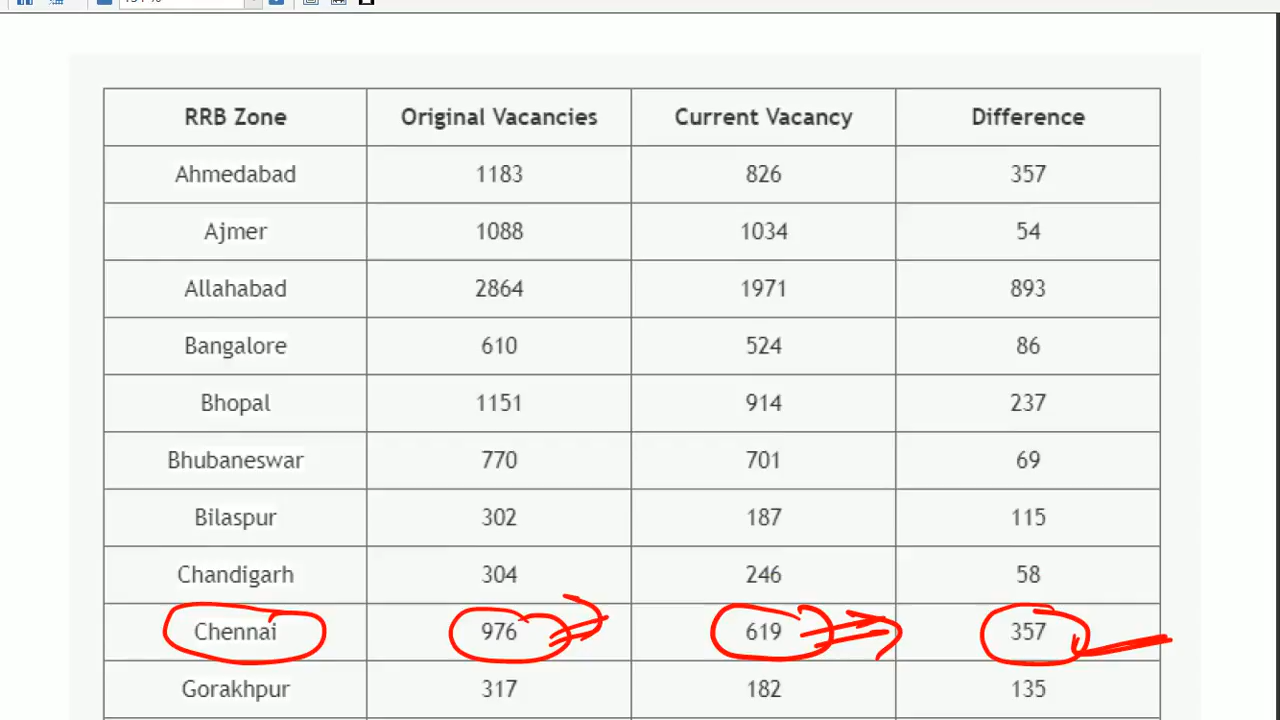 RRB Zone Original Vacancies Current Vacancy Difference
Ahmedabad 1183 826 357
Ajmer 1088 1034 54
Allahabad 2864 1971 893
Bangalore 610 524 86
Bhopal 1151 914 237
Bhubaneswar 770 701 69
Bilaspur 302 187 115
Chandigarh 304 246 58
Chennai 976 619 357
Gorakhpur 317 182 135